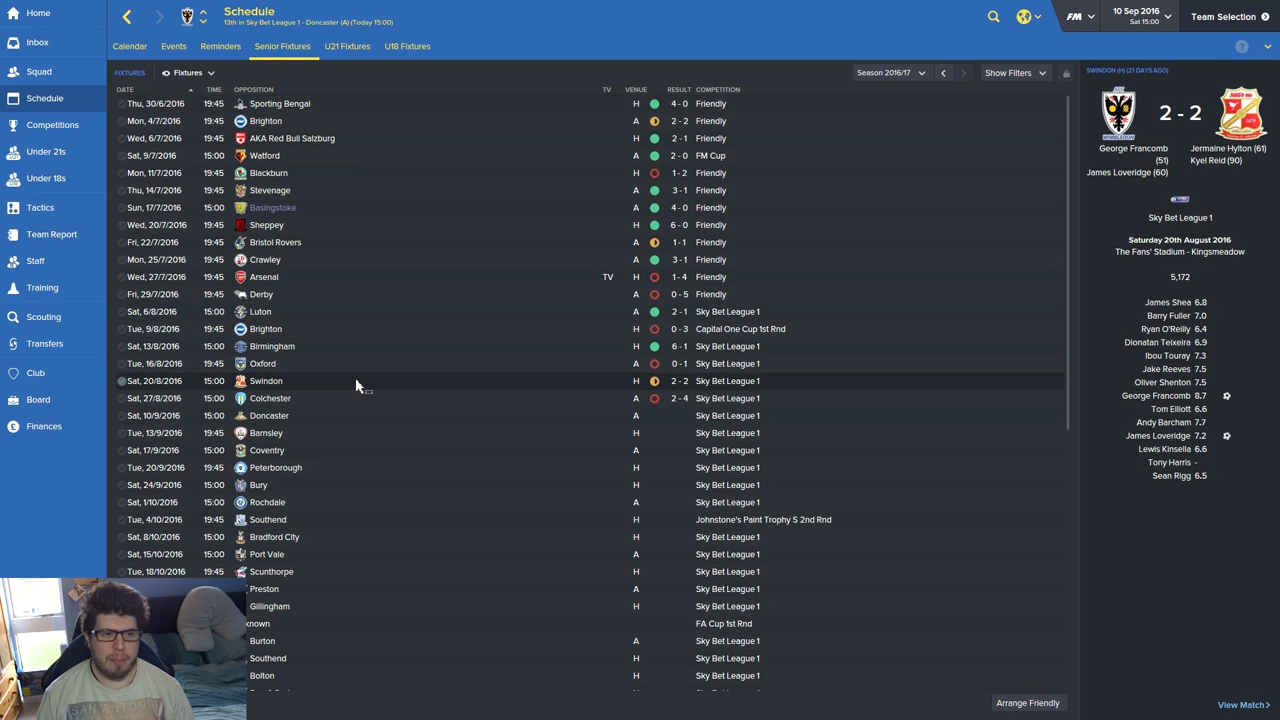 Home
Inbox
Squad
Schedule
Competitions
Under 21s
Under 18s
Tactics
Team Report
Staff
Training
Scouting
Transfers
Club
Board
Finances
Schedule
13th in Sky Bet League 1 - Doncaster (A) (Today 15:00)
FM
10 Sep 2016
Sat 15:00
Team Selection
Calendar Events Reminders Senior Fixtures U21 Fixtures U18 Fixtures
FIXTURES Fixtures Season 2016/17 Show Filters
DATE TIME OPPOSITION TV VENUE RESULT COMPETITION
Thu, 30/6/2016 19:45 Sporting Bengal H 4 - 0 Friendly
Mon, 4/7/2016 19:45 Brighton A 2 - 2 Friendly
Wed, 6/7/2016 19:45 AKA Red Bull Salzburg H 2 - 1 Friendly
Sat, 9/7/2016 15:00 Watford A 2 - 0 FM Cup
Mon, 11/7/2016 19:45 Blackburn H 1 - 2 Friendly
Thu, 14/7/2016 19:45 Stevenage A 3 - 1 Friendly
Sun, 17/7/2016 15:00 Basingstoke A 4 - 0 Friendly
Wed, 20/7/2016 19:45 Sheppey H 6 - 0 Friendly
Fri, 22/7/2016 19:45 Bristol Rovers A 1 - 1 Friendly
Mon, 25/7/2016 19:45 Crawley A 3 - 1 Friendly
Wed, 27/7/2016 19:45 Arsenal TV H 1 - 4 Friendly
Fri, 29/7/2016 19:45 Derby A 0 - 5 Friendly
Sat, 6/8/2016 15:00 Luton A 2 - 1 Sky Bet League 1
Tue, 9/8/2016 19:45 Brighton H 0 - 3 Capital One Cup 1st Rnd
Sat, 13/8/2016 15:00 Birmingham H 6 - 1 Sky Bet League 1
Tue, 16/8/2016 19:45 Oxford A 0 - 1 Sky Bet League 1
Sat, 20/8/2016 15:00 Swindon H 2 - 2 Sky Bet League 1
Sat, 27/8/2016 15:00 Colchester A 2 - 4 Sky Bet League 1
Sat, 10/9/2016 15:00 Doncaster A Sky Bet League 1
Tue, 13/9/2016 19:45 Barnsley H Sky Bet League 1
Sat, 17/9/2016 15:00 Coventry A Sky Bet League 1
Tue, 20/9/2016 19:45 Peterborough H Sky Bet League 1
Sat, 24/9/2016 15:00 Bury H Sky Bet League 1
Sat, 1/10/2016 15:00 Rochdale A Sky Bet League 1
Tue, 4/10/2016 19:45 Southend H Johnstone's Paint Trophy S 2nd Rnd
Sat, 8/10/2016 15:00 Bradford City H Sky Bet League 1
Sat, 15/10/2016 15:00 Port Vale A Sky Bet League 1
Tue, 18/10/2016 19:45 Scunthorpe H Sky Bet League 1
Preston A Sky Bet League 1
Gillingham H Sky Bet League 1
known FA Cup 1st Rnd
Burton A Sky Bet League 1
Southend H Sky Bet League 1
Bolton H Sky Bet League 1
Arrange Friendly
SWINDON (H) (21 DAYS AGO)
2 - 2
George Francomb (51)
James Loveridge (60)
Jermaine Hylton (61)
Kyel Reid (90)
Sky Bet League 1
Saturday 20th August 2016
The Fans' Stadium - Kingsmeadow
5,172
James Shea 6.8
Barry Fuller 7.0
Ryan O'Reilly 6.4
Dionatan Teixeira 6.9
Ibou Touray 7.3
Jake Reeves 7.5
Oliver Shenton 7.5
George Francomb 8.7
Tom Elliott 6.6
Andy Barcham 7.7
James Loveridge 7.2
Lewis Kinsella 6.6
Tony Harris -
Sean Rigg 6.5
View Match